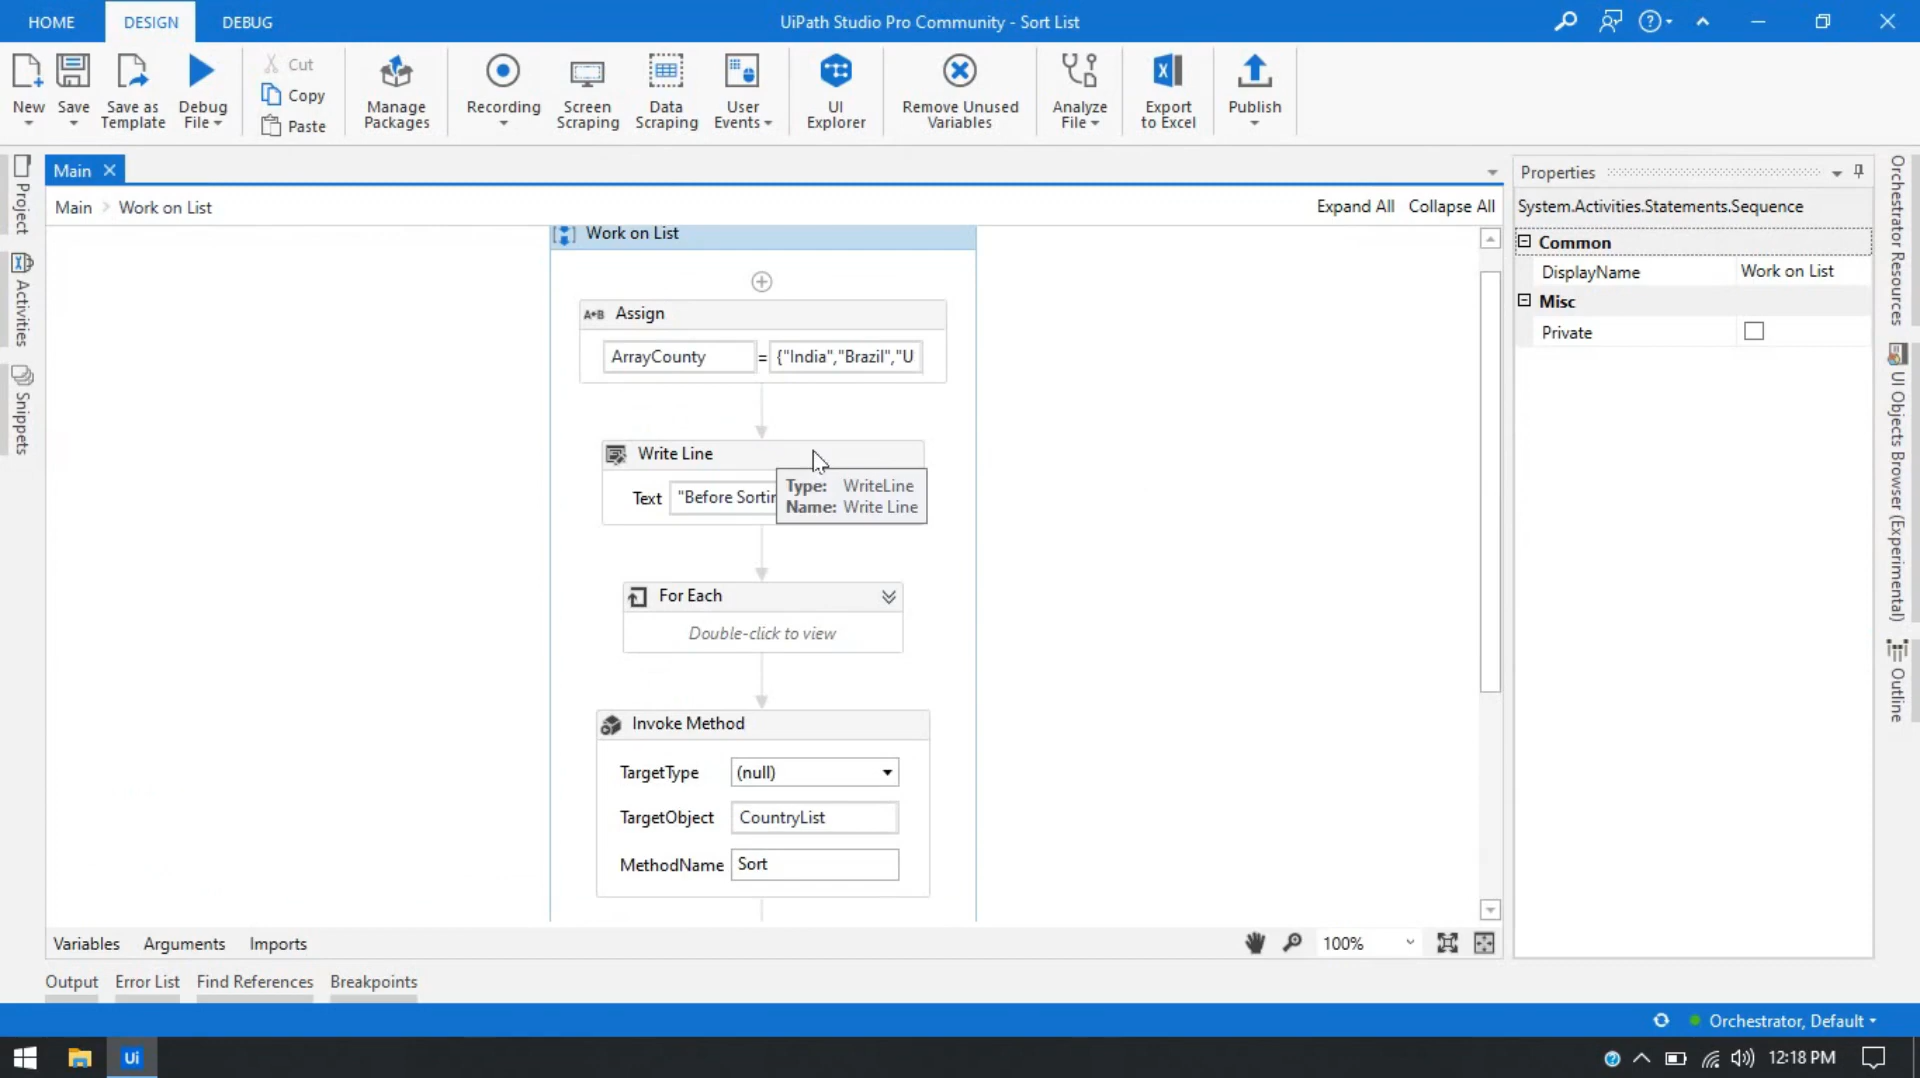 HOME DESIGN DEBUG UiPath Studio Pro Community - Sort List
New Save Save as Template Debug File Cut Copy Paste Manage Packages Recording Screen Scraping Data Scraping User Events UI Explorer Remove Unused Variables Analyze File Export to Excel Publish
Main
Main Work on List Expand All Collapse All
Project
Activities
Snippets
Work on List
Assign
ArrayCounty = {"India","Brazil","U
Write Line
Text "Before Sortin
Type: WriteLine
Name: Write Line
For Each
Double-click to view
Invoke Method
TargetType (null)
TargetObject CountryList
MethodName Sort
Properties
System.Activities.Statements.Sequence
Common
DisplayName Work on List
Misc
Private
Orchestrator Resources
UI Objects Browser (Experimental)
Outline
Variables Arguments Imports 100%
Output Error List Find References Breakpoints
Orchestrator, Default
Ui 12:18 PM